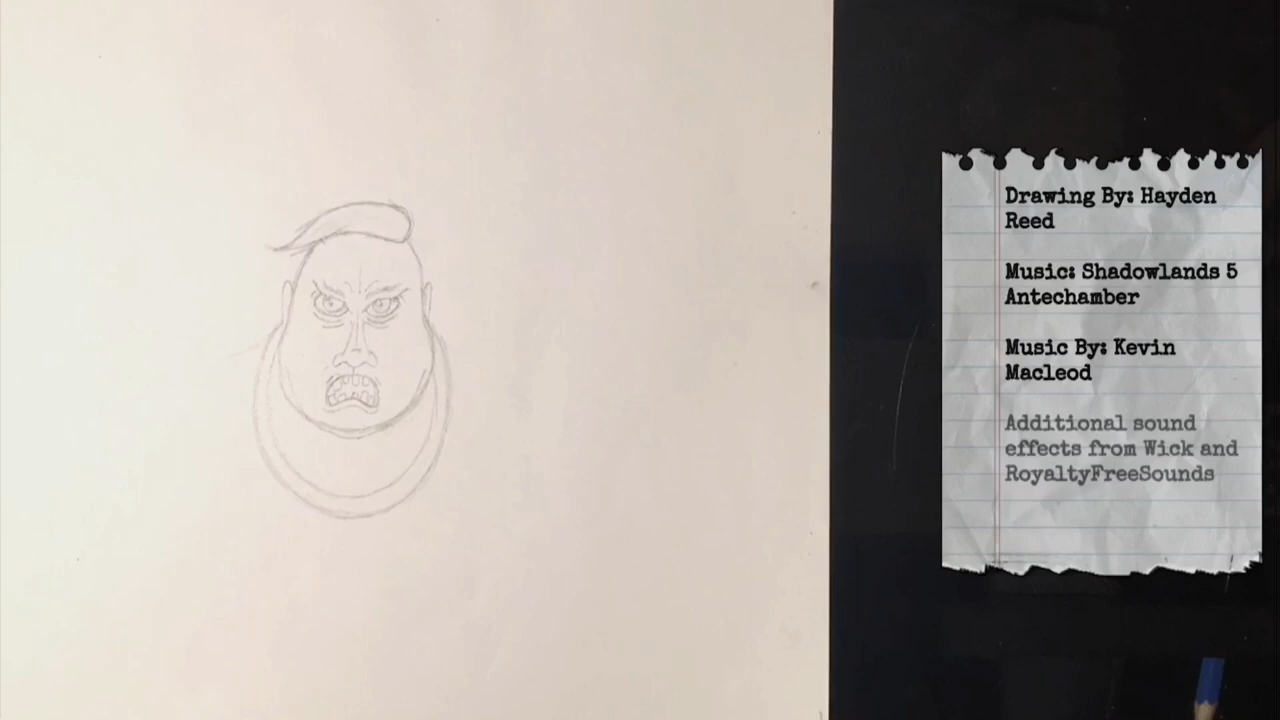 Drawing By: Hayden
Reed
Music: Shadowlands 5
Antechamber
Music By: Kevin
Macleod
Additional sound
effects from Wick and
RoyaltyFreeSounds